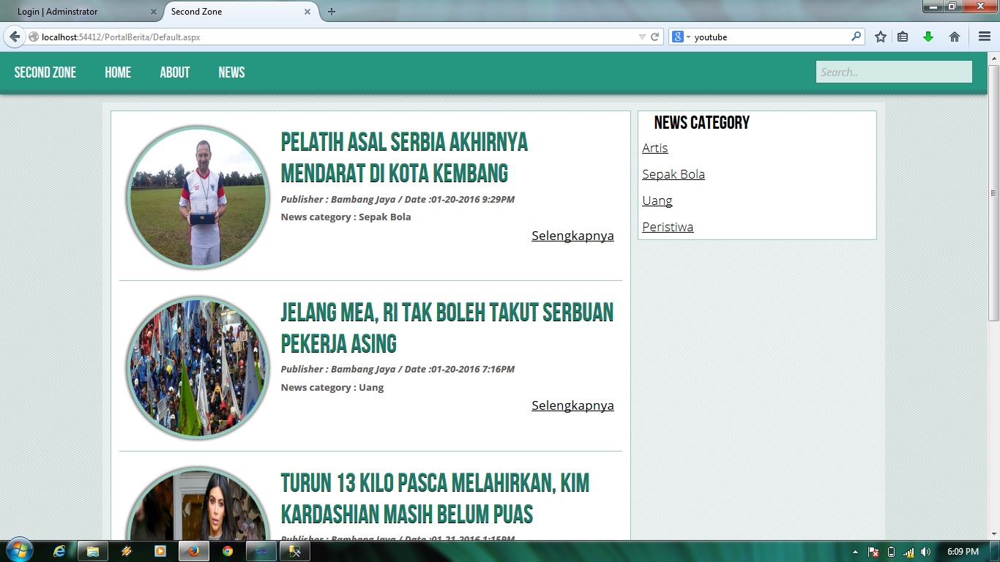 Login | Adminstrator
Second Zone
localhost:54412/PortalBerita/Default.aspx
youtube
SECOND ZONE HOME ABOUT NEWS
Search..
PELATIH ASAL SERBIA AKHIRNYA
MENDARAT DI KOTA KEMBANG
Publisher : Bambang Jaya / Date :01-20-2016 9:29PM
News category : Sepak Bola
Selengkapnya
JELANG MEA, RI TAK BOLEH TAKUT SERBUAN
PEKERJA ASING
Publisher : Bambang Jaya / Date :01-20-2016 7:16PM
News category : Uang
Selengkapnya
TURUN 13 KILO PASCA MELAHIRKAN, KIM
KARDASHIAN MASIH BELUM PUAS
Publisher : Bambang Jaya / Date :01-21-2016 1:15PM
NEWS CATEGORY
Artis
Sepak Bola
Uang
Peristiwa
6:09 PM